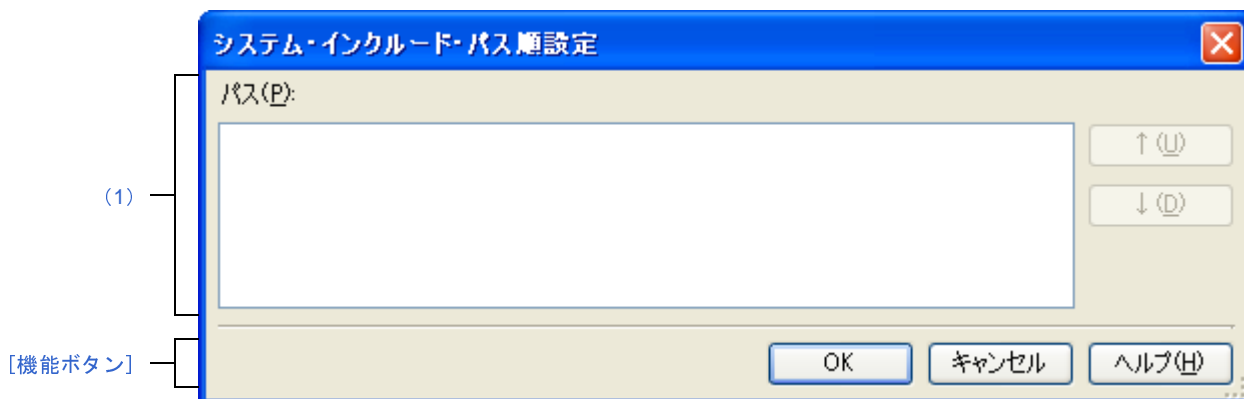 システム・インクルード・パス順設定
パス(P):
↑(U)
(1)
↓(D)
[機能ボタン]
OK
キャンセル
ヘルプ(H)